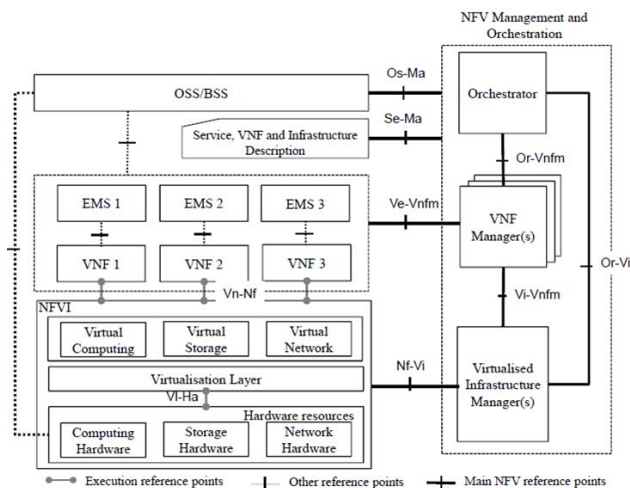 NFV Management and
Orchestration
Os-Ma
OSS/BSS
Orchestrator
Se-Ma
Service, VNF and Infrastructure
Description
Or-Vnfm
EMS 1
EMS 2
EMS 3
Ve-Vnfm
VNF
Manager(s)
VNF 1
VNF 2
VNF 3
Or-Vi
Vn-Nf
NFVI
Vi-Vnfm
Virtual
Computing
Virtual
Storage
Virtual
Network
Nf-Vi
Virtualised
Infrastructure
Manager(s)
Virtualisation Layer
Vl-Ha
Hardware resources
Computing
Hardware
Storage
Hardware
Network
Hardware
Execution reference points
Other reference points
Main NFV reference points